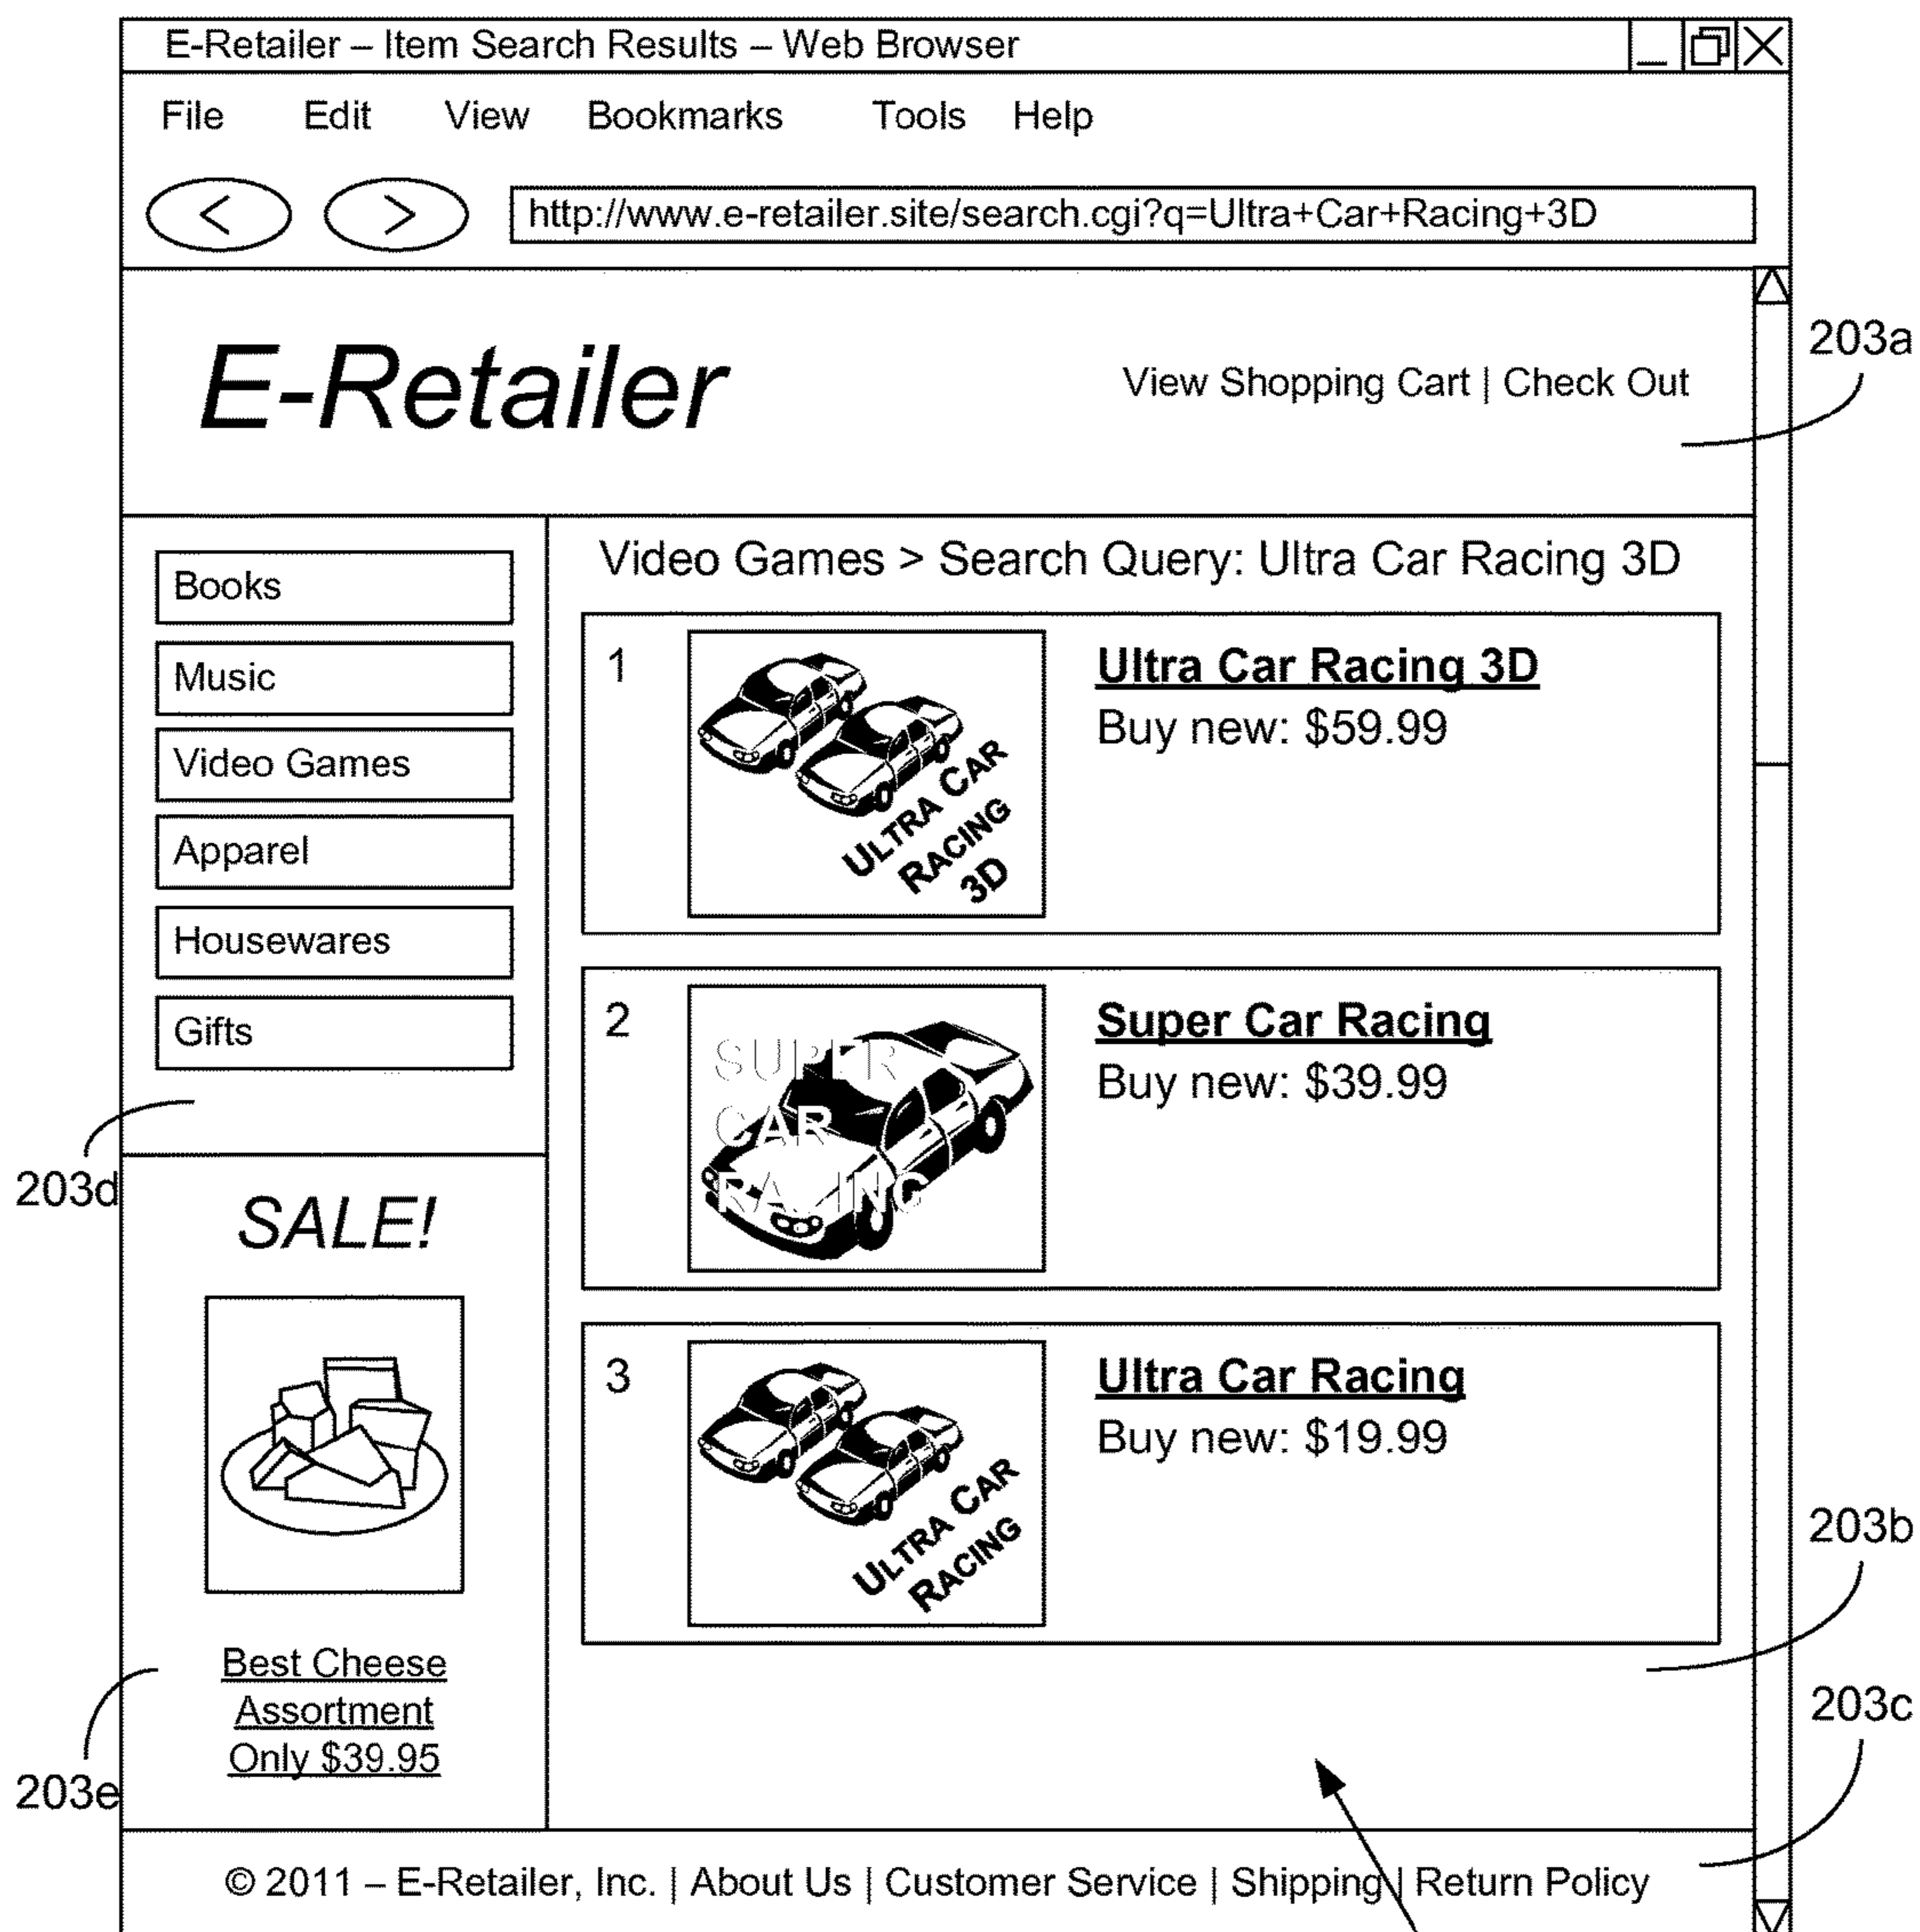 E-Retailer – Item Search Results – Web Browser
File Edit View Bookmarks Tools Help
http://www.e-retailer.site/search.cgi?q=Ultra+Car+Racing+3D
203a
E-Retailer
View Shopping Cart | Check Out
Books
Music
Video Games
Apparel
Housewares
Gifts
203d
SALE!
Best Cheese
Assortment
Only $39.95
203e
Video Games > Search Query: Ultra Car Racing 3D
1
ULTRA CAR
RACING
3D
Ultra Car Racing 3D
Buy new: $59.99
2
SUPER
CAR
RACING
Super Car Racing
Buy new: $39.99
3
ULTRA CAR
RACING
Ultra Car Racing
Buy new: $19.99
203b
203c
© 2011 – E-Retailer, Inc. | About Us | Customer Service | Shipping | Return Policy